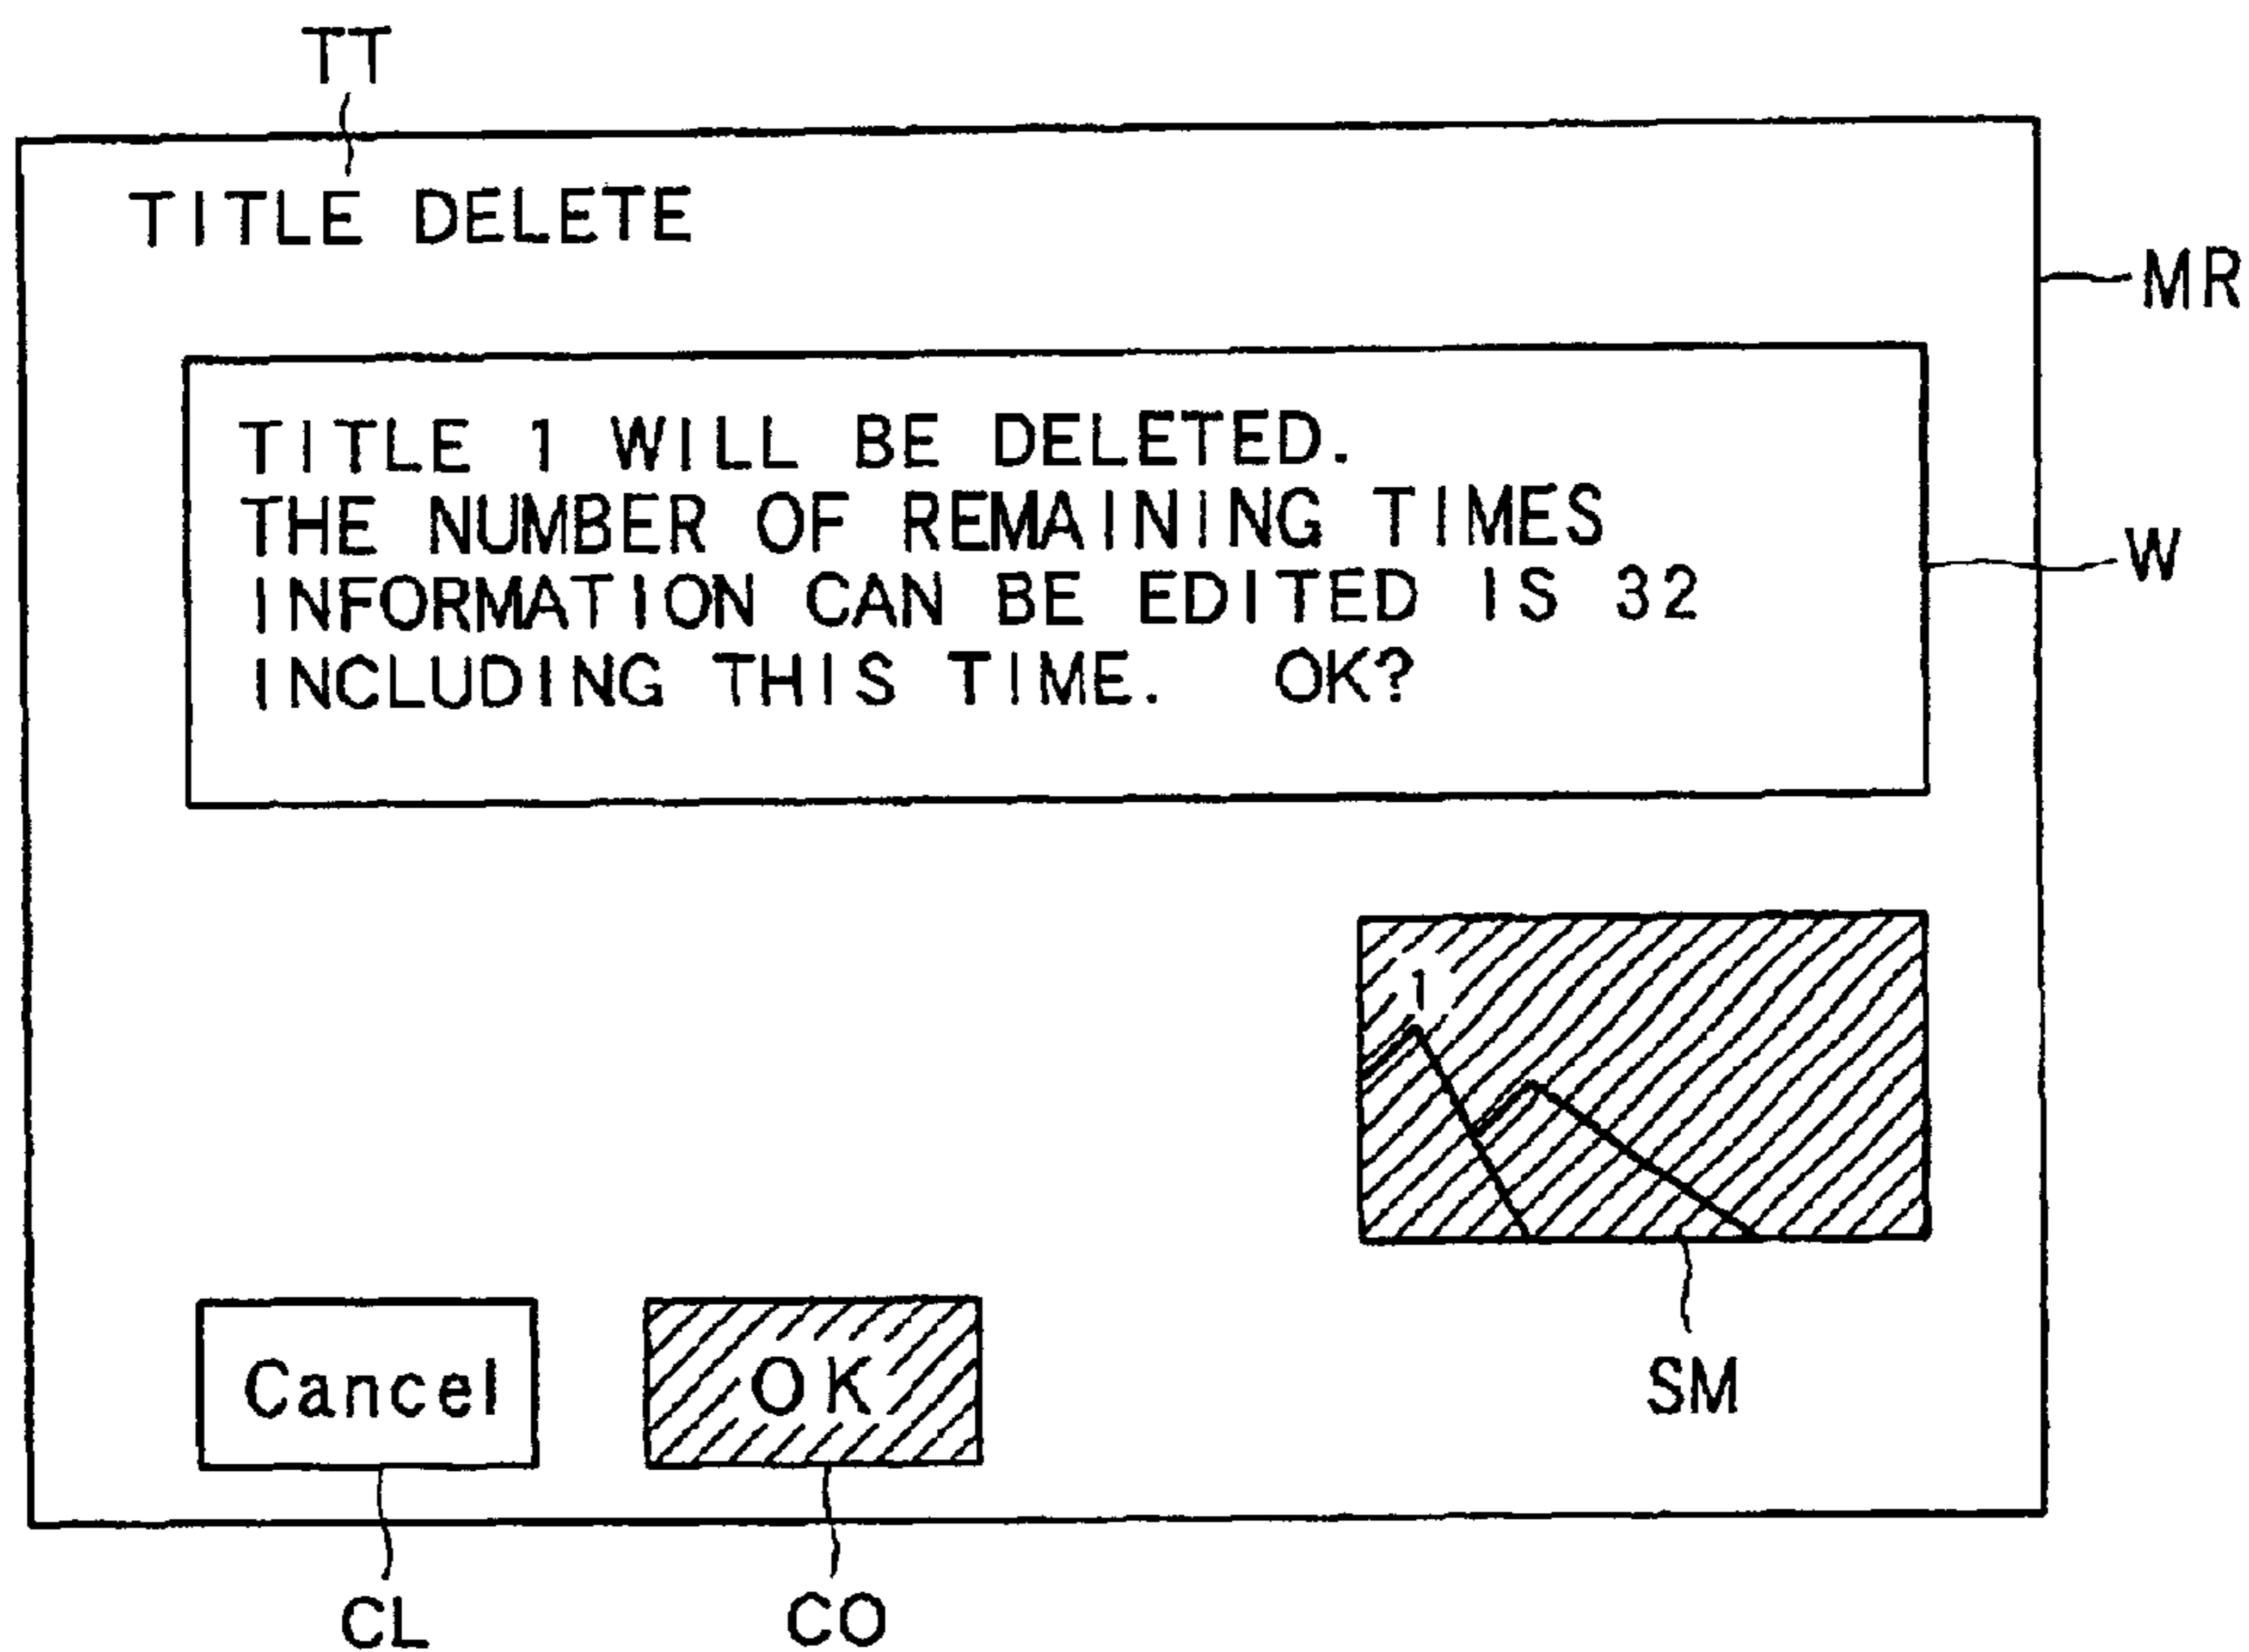 TT
TITLE DELETE
MR
TITLE 1 WILL BE DELETED.
THE NUMBER OF REMAINING TIMES
INFORMATION CAN BE EDITED IS 32
INCLUDING THIS TIME. OK?
W
1
Cancel
OK
SM
CL
CO